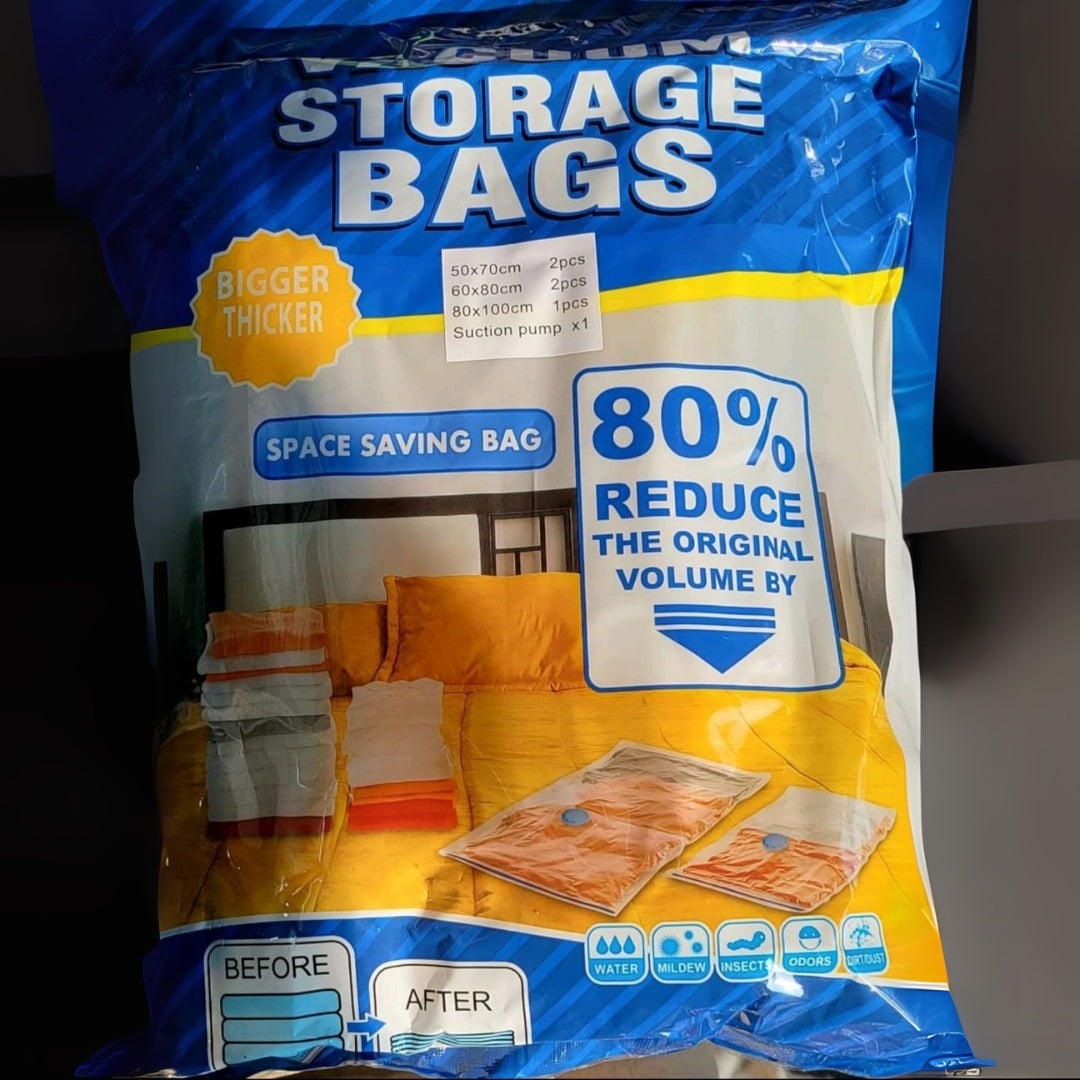 VACUUM
STORAGE
BAGS
BIGGER
THICKER
50x70cm 2pcs
60x80cm 2pcs
80x100cm 1pcs
Suction pump x1
SPACE SAVING BAG
80%
REDUCE
THE ORIGINAL
VOLUME BY
WATER
MILDEW
INSECTS
ODORS
DIRT/DUST
BEFORE
AFTER